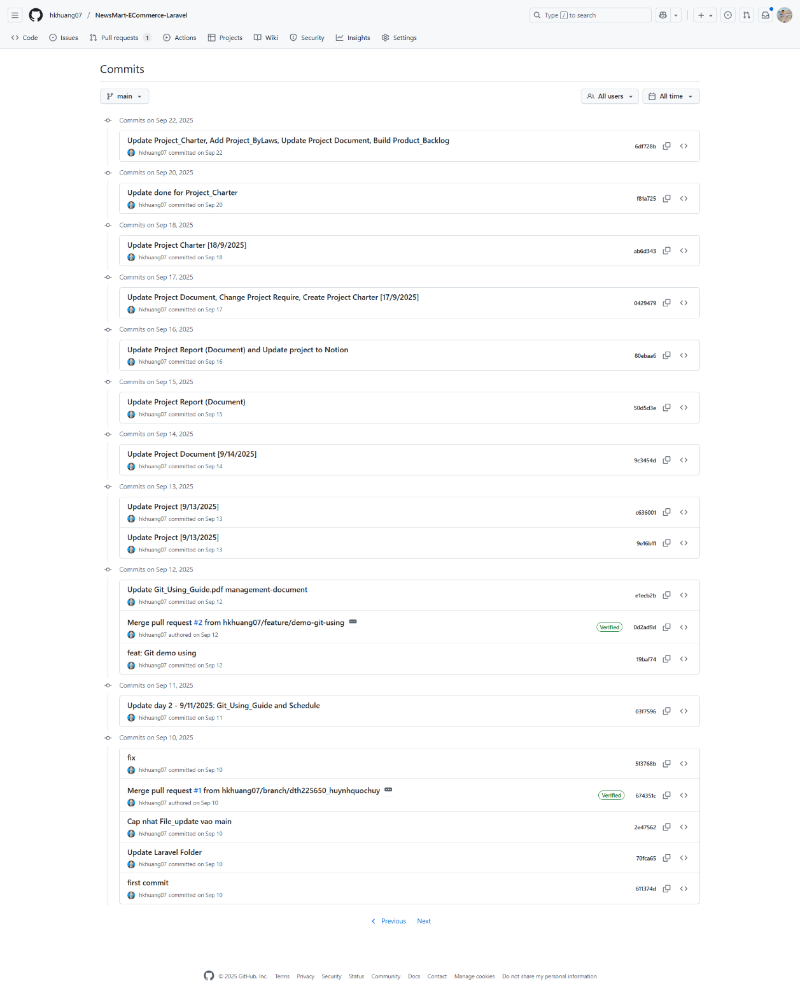 hkhuang07 / NewsMart-ECommerce-Laravel
Type / to search
Code Issues Pull requests 1 Actions Projects Wiki Security Insights Settings
Commits
main All users All time
Commits on Sep 22, 2025
Update Project_Charter, Add Project_ByLaws, Update Project Document, Build Product_Backlog
hkhuang07 committed on Sep 22
6df728b
Commits on Sep 20, 2025
Update done for Project_Charter
hkhuang07 committed on Sep 20
f81a725
Commits on Sep 18, 2025
Update Project Charter [18/9/2025]
hkhuang07 committed on Sep 18
ab6d343
Commits on Sep 17, 2025
Update Project Document, Change Project Require, Create Project Charter [17/9/2025]
hkhuang07 committed on Sep 17
0429479
Commits on Sep 16, 2025
Update Project Report (Document) and Update project to Notion
hkhuang07 committed on Sep 16
80ebaa6
Commits on Sep 15, 2025
Update Project Report (Document)
hkhuang07 committed on Sep 15
50d5d3e
Commits on Sep 14, 2025
Update Project Document [9/14/2025]
hkhuang07 committed on Sep 14
9c3454d
Commits on Sep 13, 2025
Update Project [9/13/2025]
hkhuang07 committed on Sep 13
c636001
Update Project [9/13/2025]
hkhuang07 committed on Sep 13
9e16b11
Commits on Sep 12, 2025
Update Git_Using_Guide.pdf management-document
hkhuang07 committed on Sep 12
e1ecb2b
Merge pull request #2 from hkhuang07/feature/demo-git-using
hkhuang07 authored on Sep 12
Verified 0d2ad9d
feat: Git demo using
hkhuang07 committed on Sep 12
19baf74
Commits on Sep 11, 2025
Update day 2 - 9/11/2025: Git_Using_Guide and Schedule
hkhuang07 committed on Sep 11
03f7596
Commits on Sep 10, 2025
fix
hkhuang07 committed on Sep 10
5f3768b
Merge pull request #1 from hkhuang07/branch/dth225650_huynhquochuy
hkhuang07 authored on Sep 10
Verified 674351c
Cap nhat File_update vao main
hkhuang07 committed on Sep 10
2e47562
Update Laravel Folder
hkhuang07 committed on Sep 10
70fca65
first commit
hkhuang07 committed on Sep 10
611374d
Previous Next
© 2025 GitHub, Inc. Terms Privacy Security Status Community Docs Contact Manage cookies Do not share my personal information